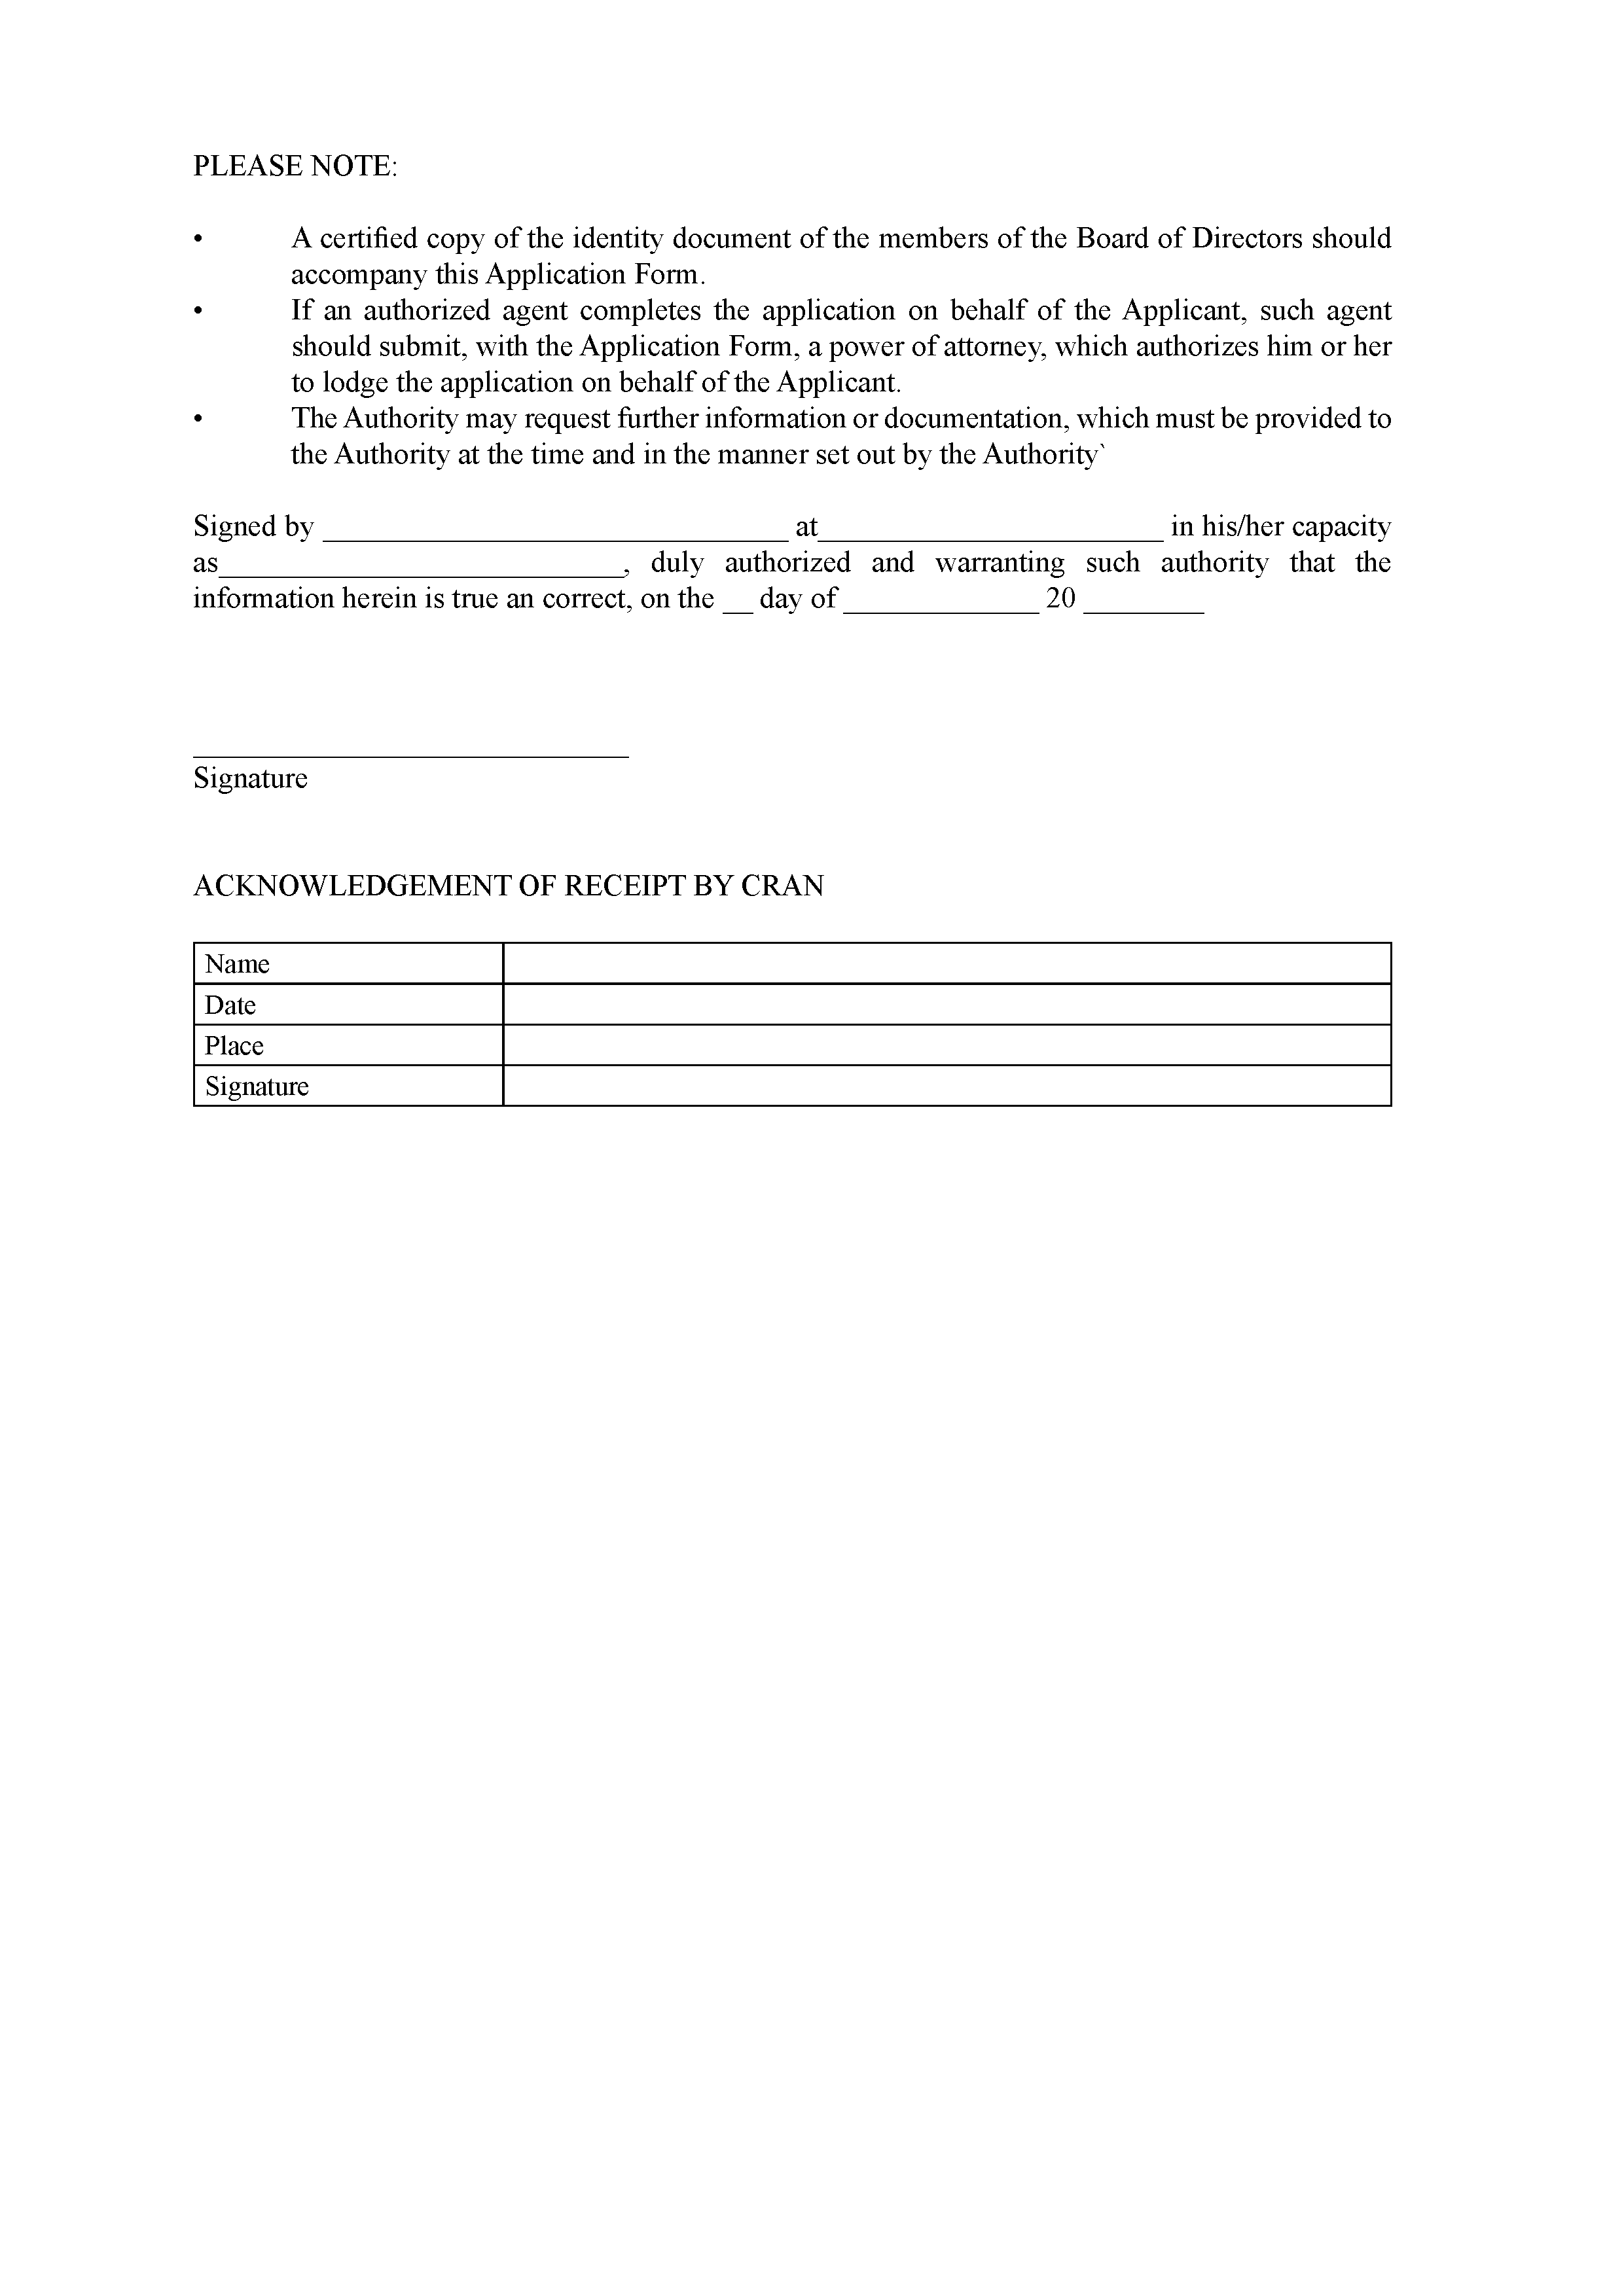 PLEASE NOTE:
• A certified copy of the identity document of the members of the Board of Directors should
accompany this Application Form.
• If an authorized agent completes the application on behalf of the Applicant, such agent
should submit, with the Application Form, a power of attorney, which authorizes him or her
to lodge the application on behalf of the Applicant.
• The Authority may request further information or documentation, which must be provided to
the Authority at the time and in the manner set out by the Authority`
Signed by _______________________________ at_______________________ in his/her capacity
as___________________________, duly authorized and warranting such authority that the
information herein is true an correct, on the __ day of _____________ 20 ________
_____________________________
Signature
ACKNOWLEDGEMENT OF RECEIPT BY CRAN
Name
Date
Place
Signature